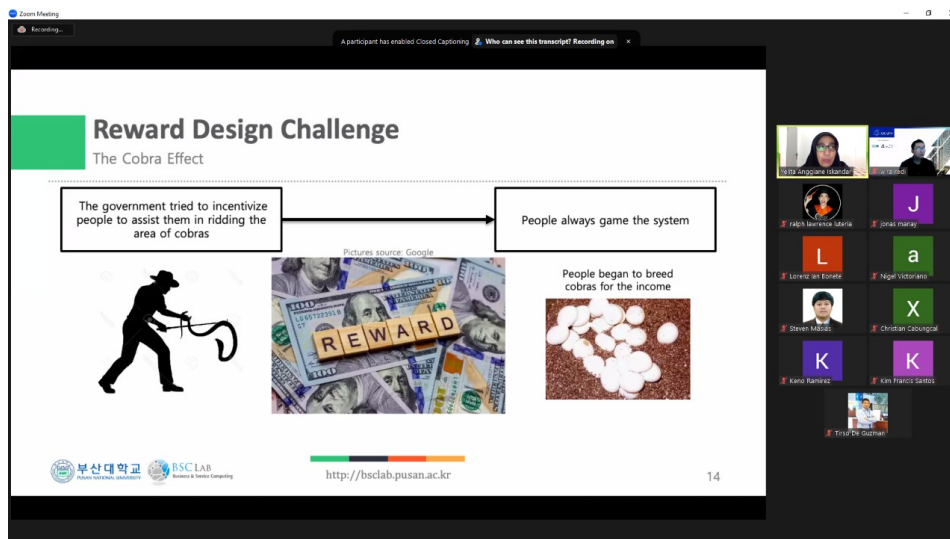 Zoom Meeting
Recording...
A participant has enabled Closed Captioning
Who can see this transcript? Recording on
Reward Design Challenge
The Cobra Effect
The government tried to incentivize
people to assist them in ridding the
area of cobras
People always game the system
Pictures source: Google
People began to breed
cobras for the income
REWARD
부산대학교
PUSAN NATIONAL UNIVERSITY
BSC LAB
Business & Service Computing
http://bsclab.pusan.ac.kr
14
Yelita Anggiane Iskandar
ralph lawrence luteria
J
jonas manay
L
Lorenz Ian Bonete
a
Nigel Victoriano
Steven Masias
X
Christian Cabungcal
K
Keno Ramirez
K
Kim Francis Santos
Tirso De Guzman